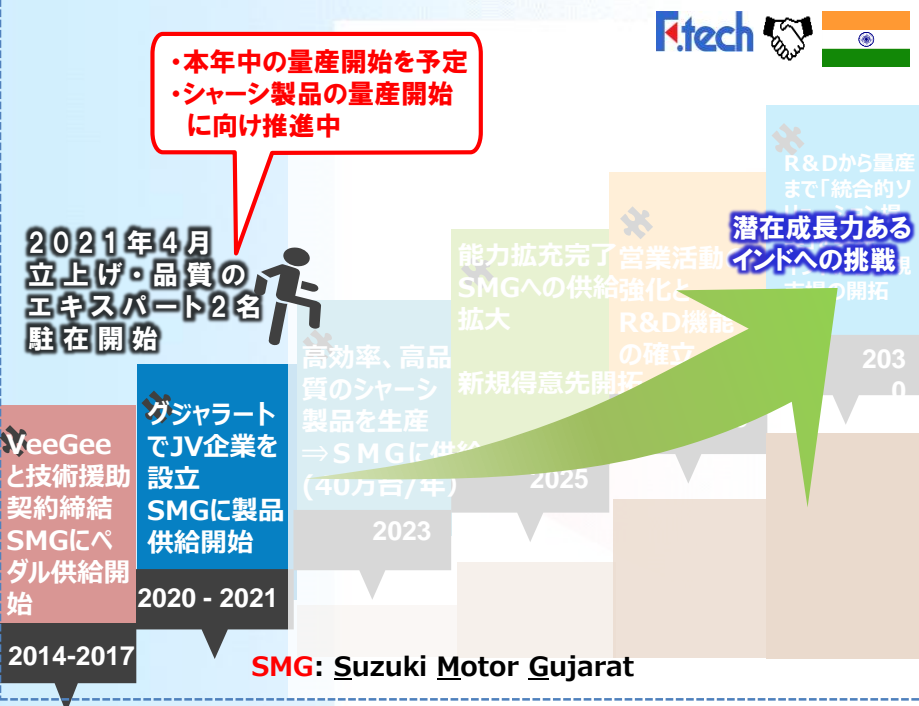 F.tech
・本年中の量産開始を予定
・シャーシ製品の量産開始
に向け推進中
2021年4月
立上げ・品質の
エキスパート2名
駐在開始
潜在成長力ある
インドへの挑戦
VeeGee
と技術援助
契約締結
SMGにペ
ダル供給開
始
2014-2017
グジャラート
でJV企業を
設立
SMGに製品
供給開始
2020 - 2021
高効率、高品
質のシャーシ
製品を生産
⇒SMGに供給
(40万台/年)
2023
能力拡充完了
SMGへの供給
拡大
新規得意先開拓
2025
営業活動
強化と
R&D機能
の確立
R&Dから量産
まで「統合的ソ
の開拓
203
0
SMG: Suzuki Motor Gujarat